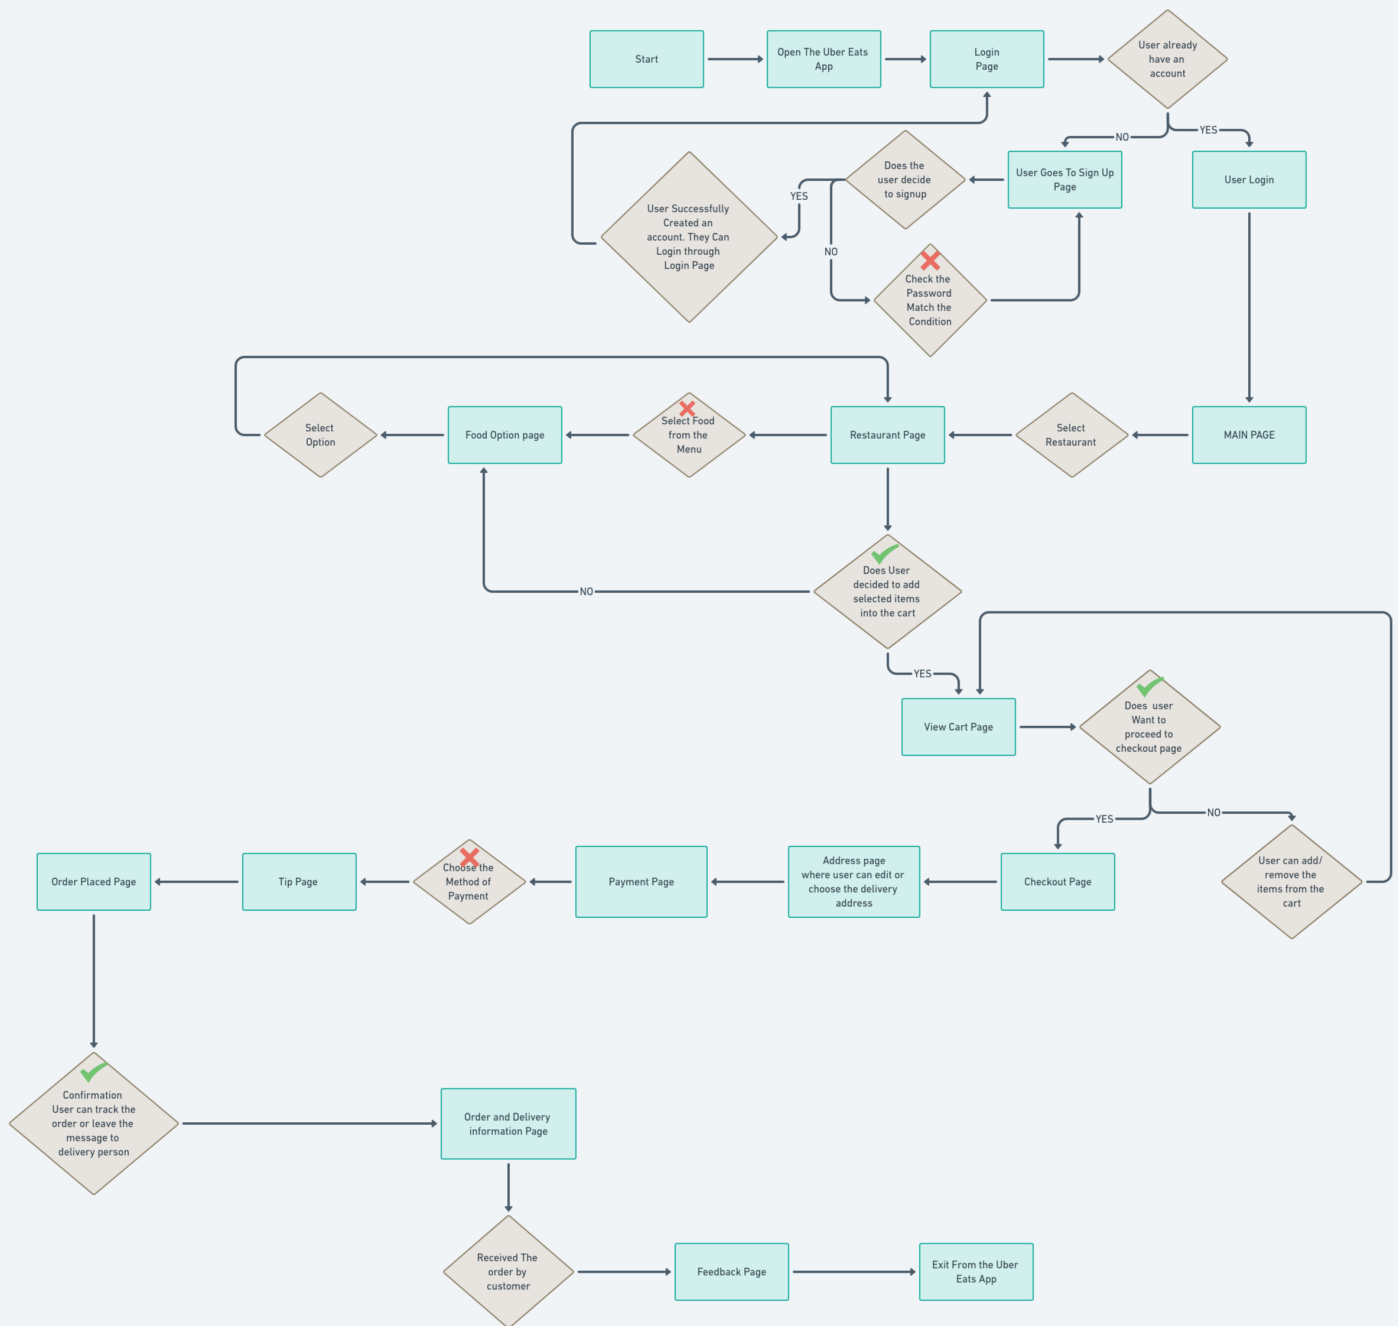 Start
Open The Uber Eats
App
Login
Page
User already
have an
account
NO
YES
User Goes To Sign Up
Page
User Login
Does the
user decide
to signup
YES
NO
User Successfully
Created an
account. They Can
Login through
Login Page
Check the
Password
Match the
Condition
Select
Option
Food Option page
Select Food
from the
Menu
Restaurant Page
Select
Restaurant
MAIN PAGE
Does User
decided to add
selected items
into the cart
NO
YES
View Cart Page
Does user
Want to
proceed to
checkout page
YES
NO
User can add/
remove the
items from the
cart
Checkout Page
Address page
where user can edit or
choose the delivery
address
Payment Page
Choose the
Method of
Payment
Tip Page
Order Placed Page
Confirmation
User can track the
order or leave the
message to
delivery person
Order and Delivery
information Page
Received The
order by
customer
Feedback Page
Exit From the Uber
Eats App